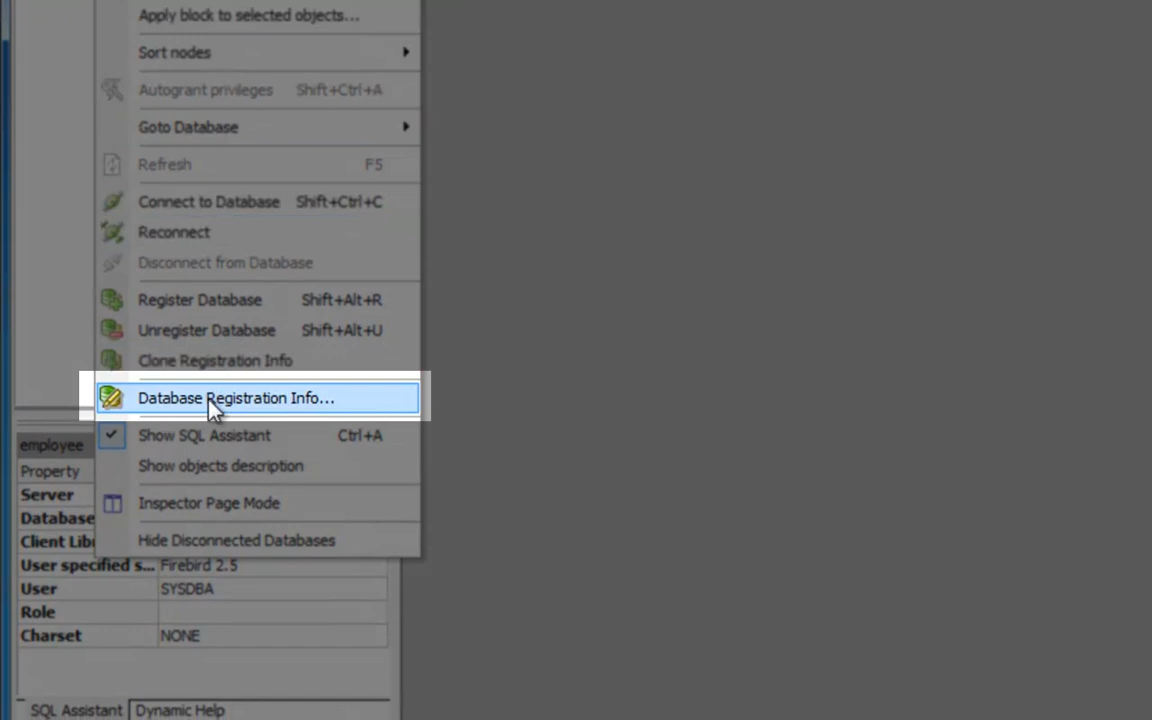 Apply block to selected objects...
Sort nodes
Autogrant privileges Shift+Ctrl+A
Goto Database
Refresh F5
Connect to Database Shift+Ctrl+C
Reconnect
Disconnect from Database
Register Database Shift+Alt+R
Unregister Database Shift+Alt+U
Clone Registration Info
Database Registration Info...
Show SQL Assistant Ctrl+A
Show objects description
Inspector Page Mode
Hide Disconnected Databases
employee
Property
Server
Database
Client Lib
User specified s... Firebird 2.5
User SYSDBA
Role
Charset NONE
SQL Assistant Dynamic Help